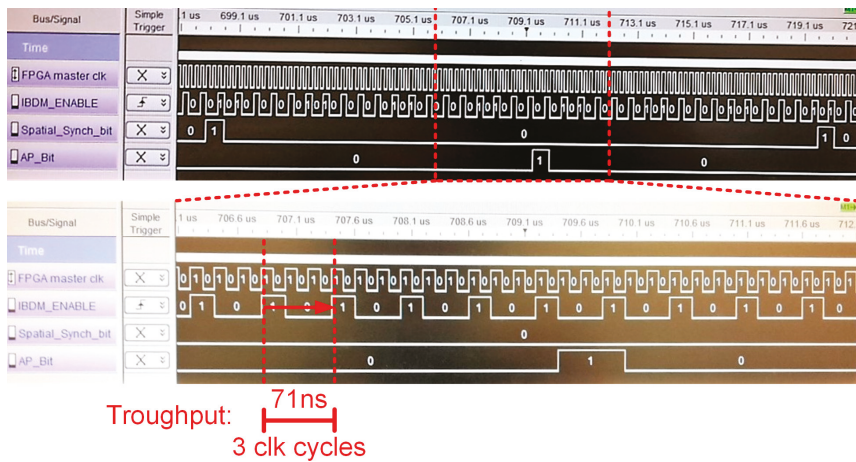 Bus/Signal Simple Trigger .1 us 699.1 us 701.1 us 703.1 us 705.1 us 707.1 us 709.1 us 711.1 us 713.1 us 715.1 us 717.1 us 719.1 us 721
Time
FPGA master clk X
IBDM_ENABLE
Spatial_Synch_bit X 0 1 0 1 0
AP_Bit X 0 1 0
Bus/Signal Simple Trigger 1 us 706.6 us 707.1 us 707.6 us 708.1 us 708.6 us 709.1 us 709.6 us 710.1 us 710.6 us 711.1 us 711.6 us 712.
Time
FPGA master clk X
IBDM_ENABLE 0 1 0 1 0 1 0 1 0 1 0 1 0 1 0 1 0 1 0 1 0
Spatial_Synch_bit X 0
AP_Bit X 0 1 0
71ns
Troughput:
3 clk cycles